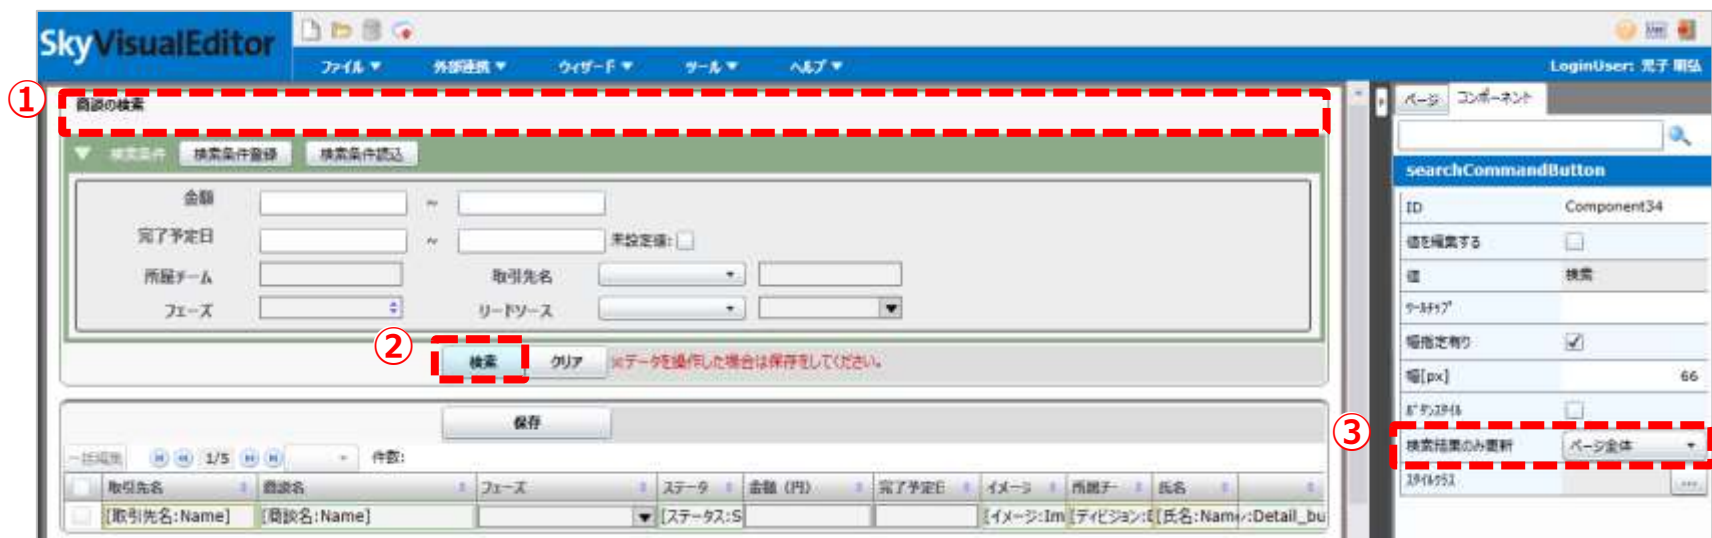 SkyVisualEditor
ファイル ▼ 外部連携 ▼ ウィザード ▼ ツール ▼ ヘルプ ▼ LoginUser: 荒子 明弘
① 商談の検索
ページ コンポーネント
▼ 検索条件 検索条件登録 検索条件読込
searchCommandButton
金額 ~
ID Component34
完了予定日 ~ 未設定値:
値を編集する
所属チーム 取引先名
値 検索
フェーズ リードソース
ツールチップ
幅指定有り
② 検索 クリア ※データを操作した場合は保存をしてください。
幅[px] 66
ボタンスタイル
保存
③ 検索結果のみ更新 ページ全体
一括編集 1/5 件数:
スタイルクラス ...
取引先名 商談名 フェーズ ステータ 金額 (円) 完了予定日 イメージ 所属チー 氏名
[取引先名:Name] [商談名:Name] [ステータス:S [イメージ:Im [ディビジョン:D [氏名:Name :Detail_bu